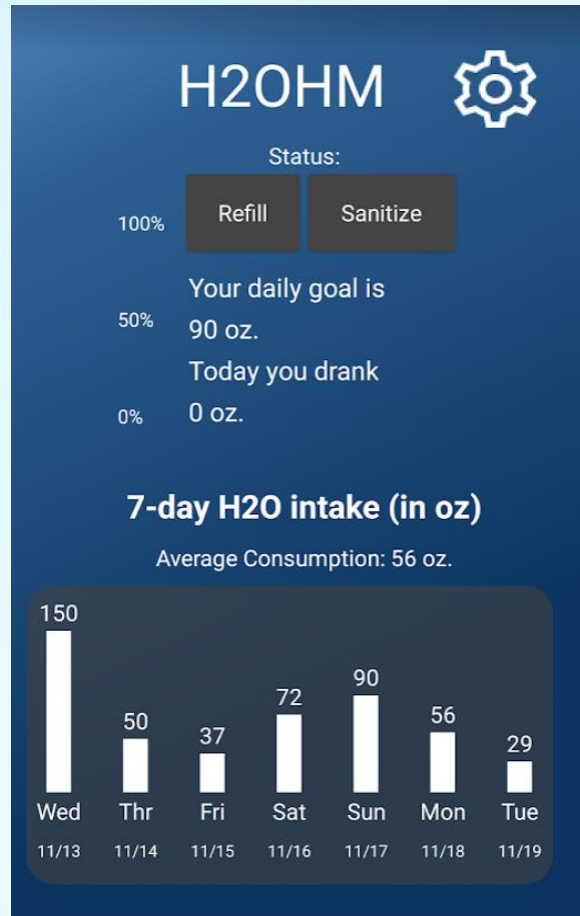 H2OHM
Status:
100%
Refill
Sanitize
Your daily goal is
50%
90 oz.
Today you drank
0%
0 oz.
7-day H2O intake (in oz)
Average Consumption: 56 oz.
150 50 37 72 90 56 29
Wed Thr Fri Sat Sun Mon Tue
11/13 11/14 11/15 11/16 11/17 11/18 11/19